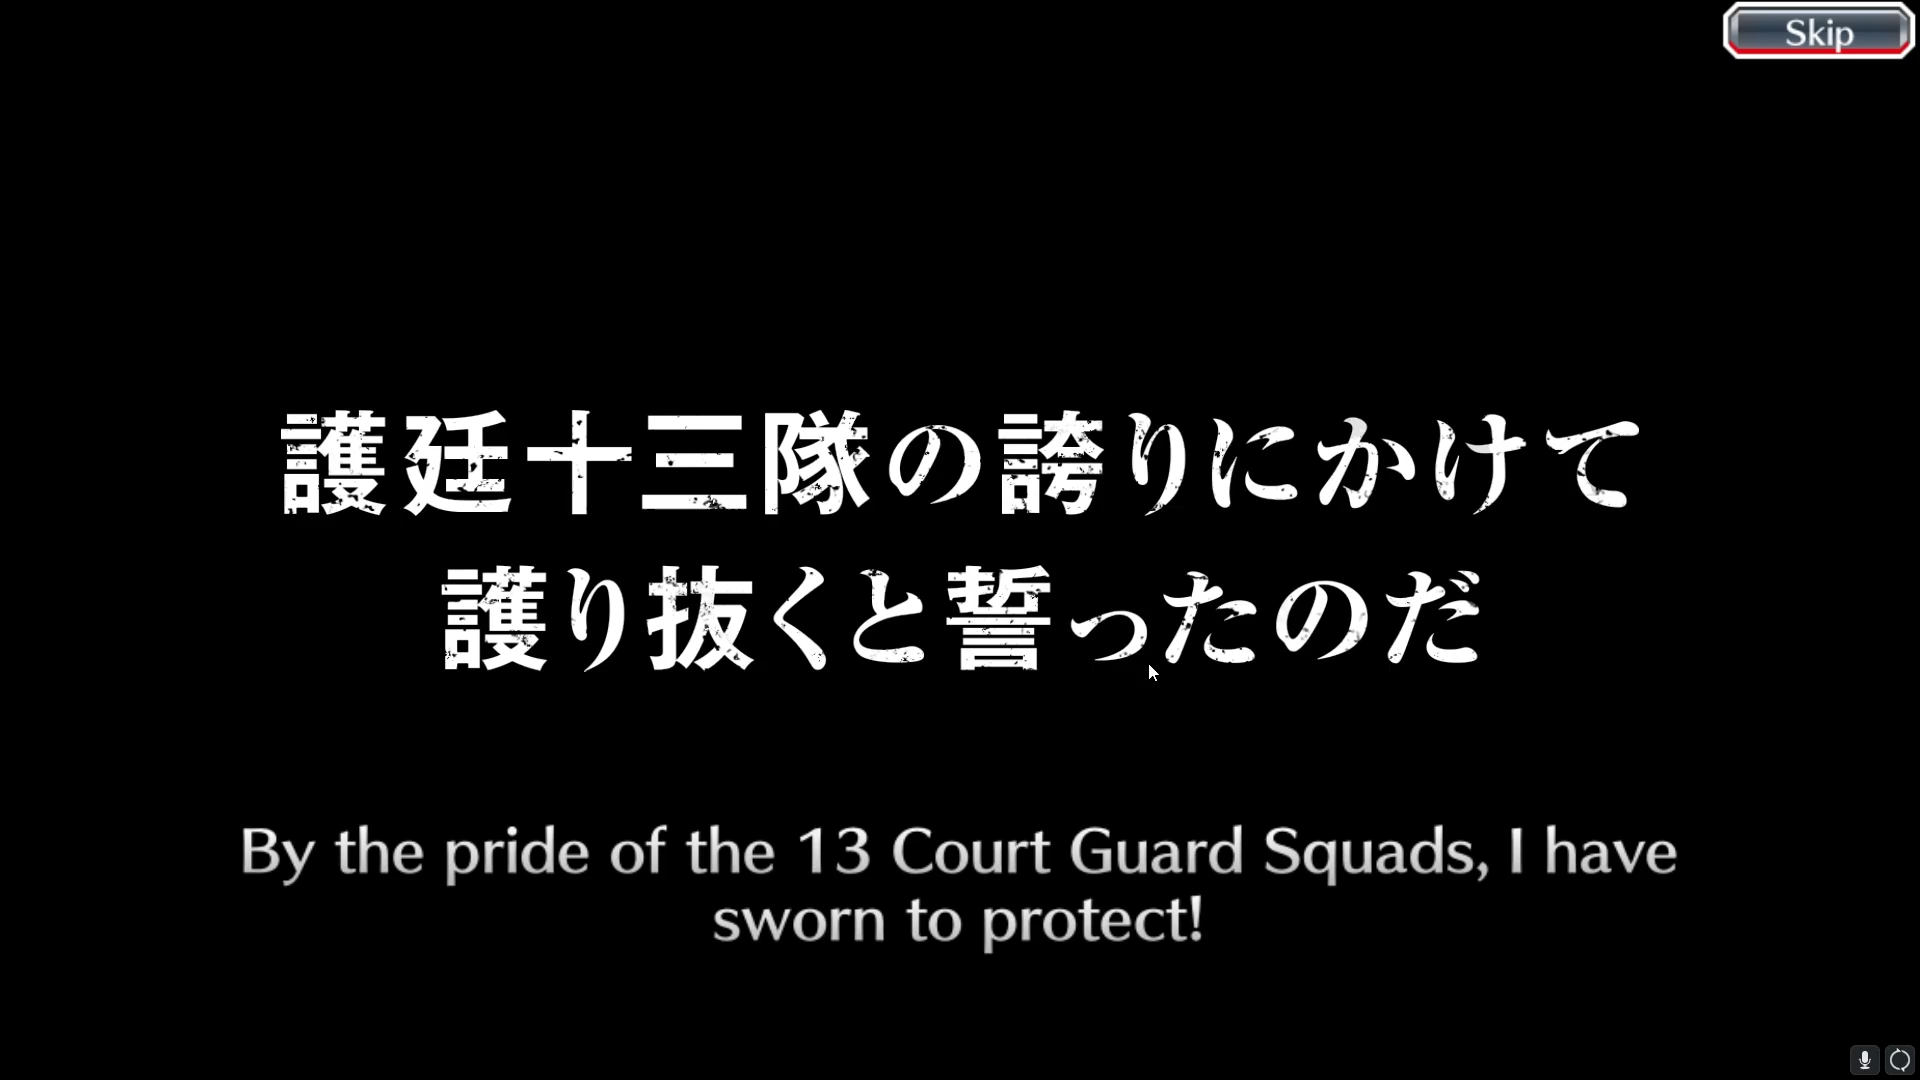 Skip
護廷十三隊の誇りにかけて
護り抜くと誓ったのだ
By the pride of the 13 Court Guard Squads, I have
sworn to protect!